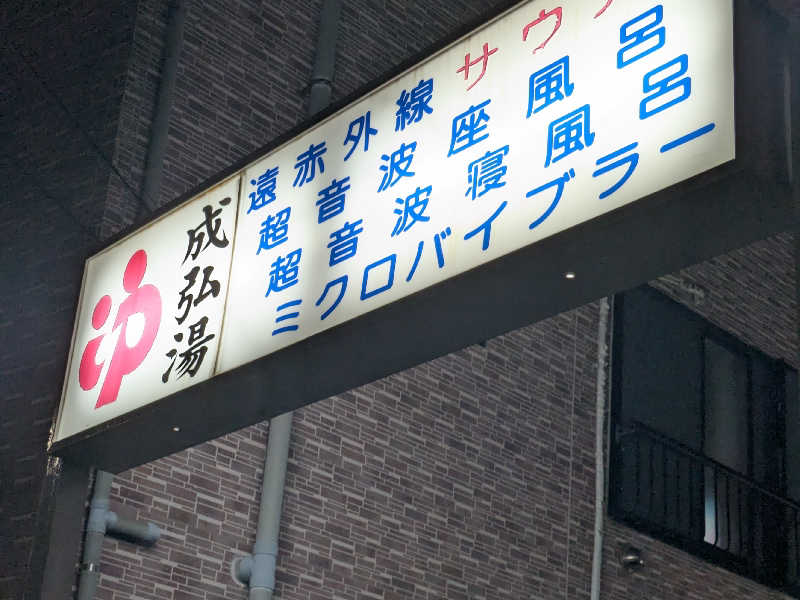 ゆ
成弘湯
遠赤外線サウナ
超音波座風呂
超音波寝風呂
ミクロバイブラー